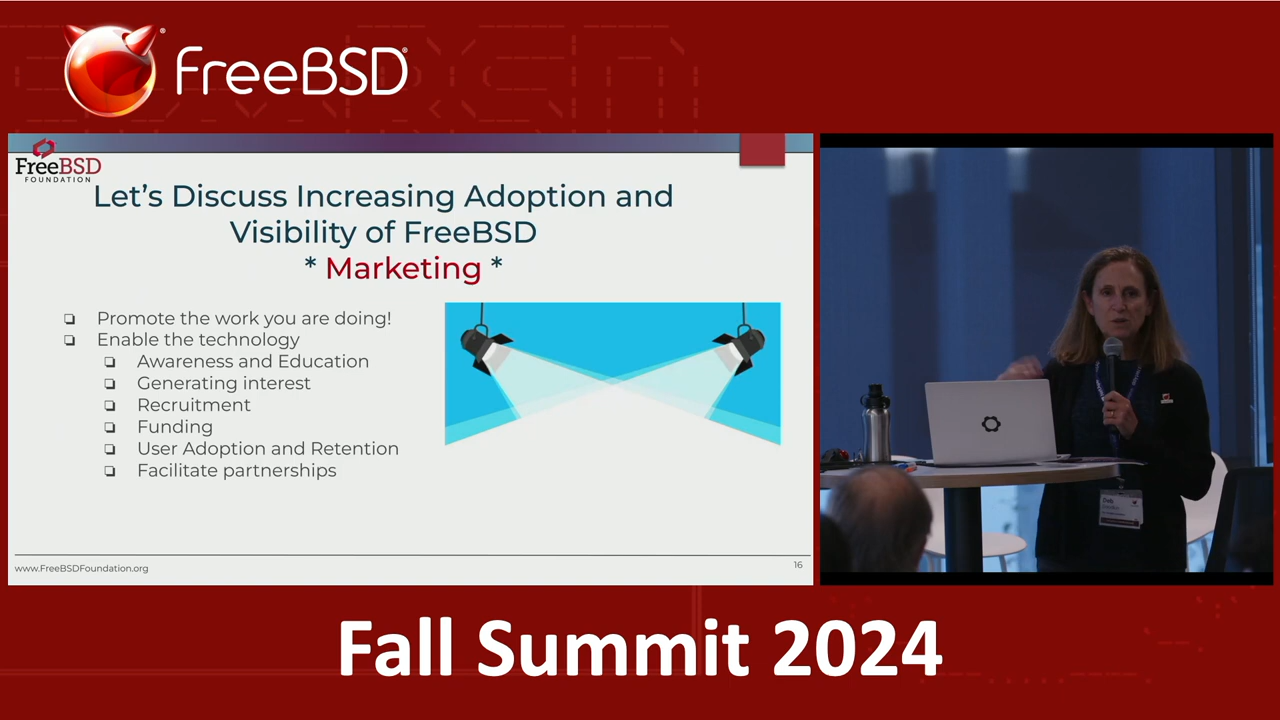 FreeBSD®
FreeBSD
FOUNDATION
Let's Discuss Increasing Adoption and
Visibility of FreeBSD
* Marketing *
❏ Promote the work you are doing!
❏ Enable the technology
❏ Awareness and Education
❏ Generating interest
❏ Recruitment
❏ Funding
❏ User Adoption and Retention
❏ Facilitate partnerships
www.FreeBSDFoundation.org
16
Deb
Fall Summit 2024